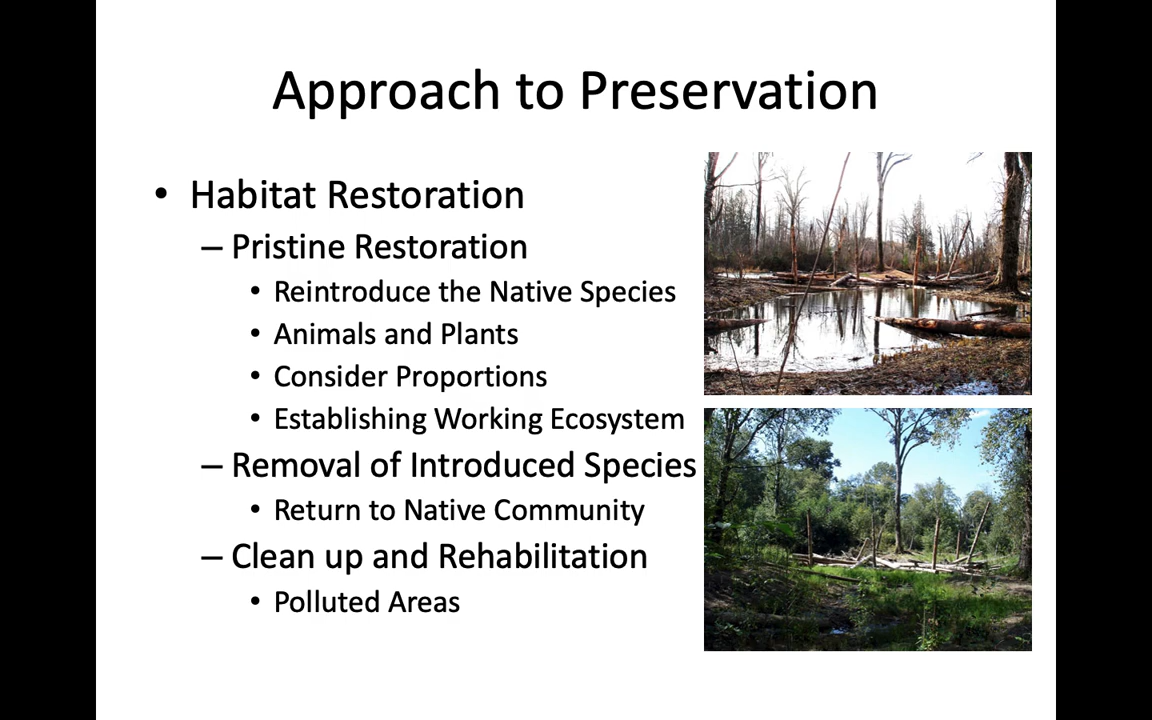 Approach to Preservation
• Habitat Restoration
– Pristine Restoration
• Reintroduce the Native Species
• Animals and Plants
• Consider Proportions
• Establishing Working Ecosystem
– Removal of Introduced Species
• Return to Native Community
– Clean up and Rehabilitation
• Polluted Areas